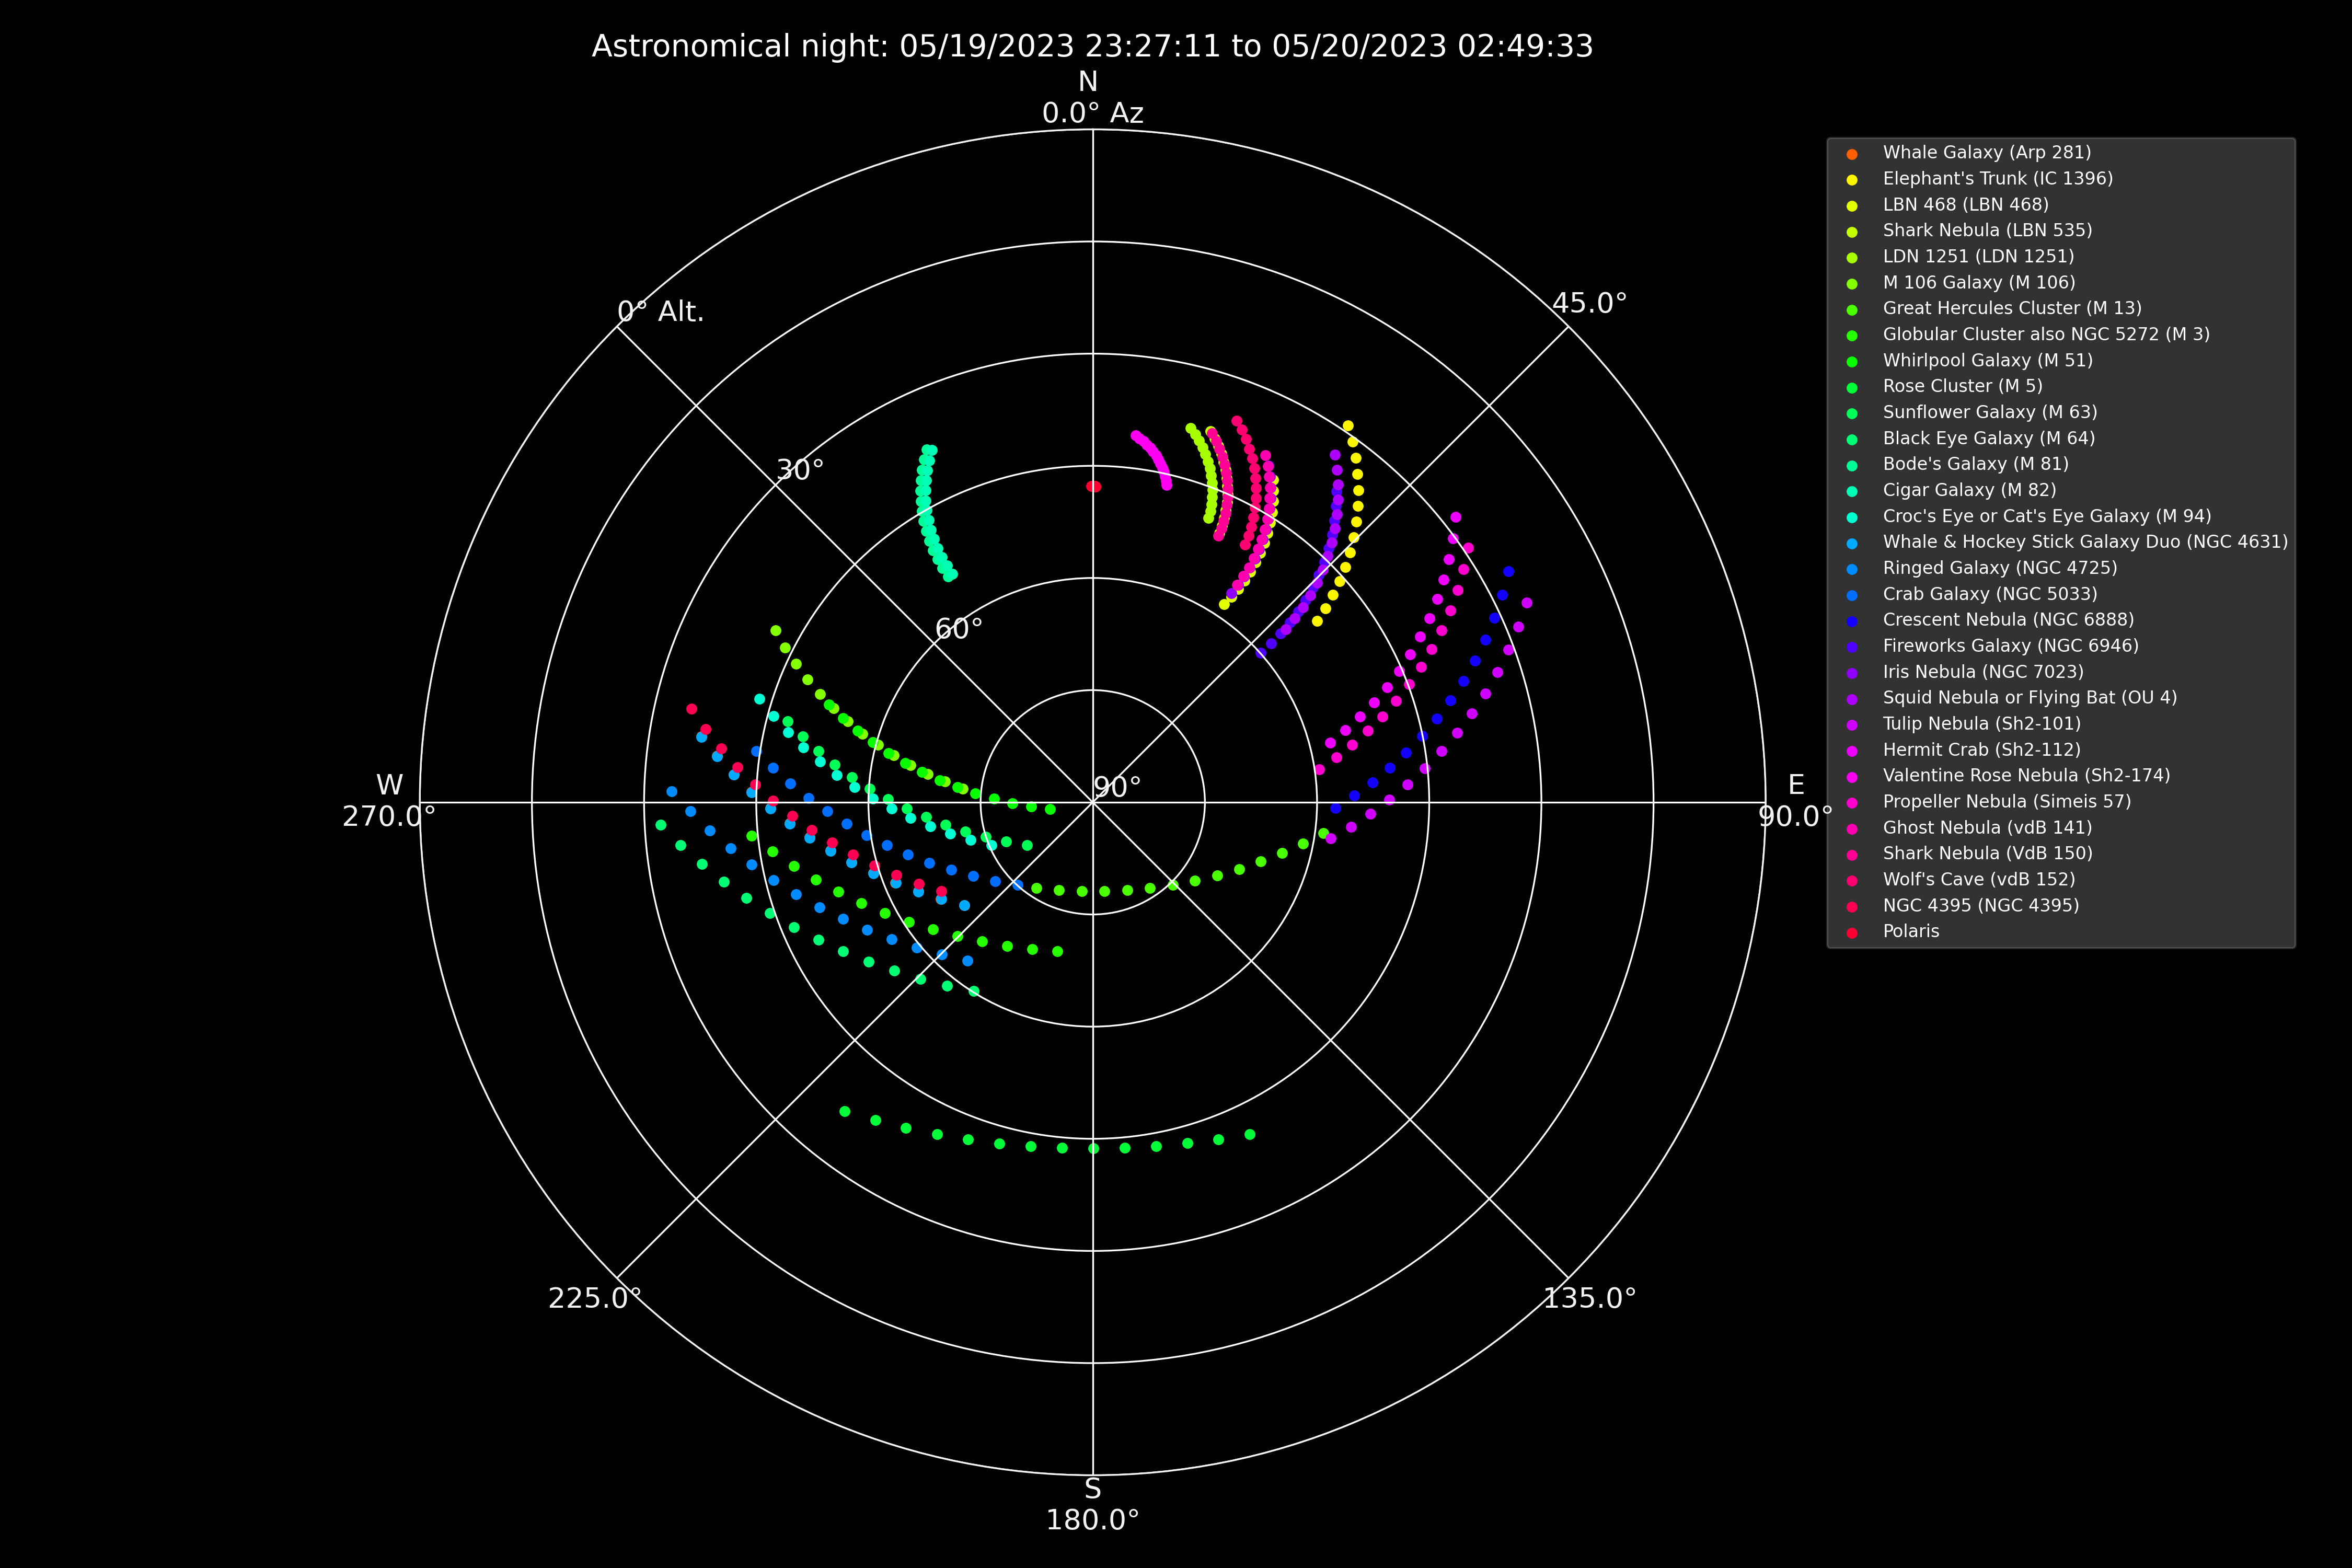 Astronomical night: 05/19/2023 23:27:11 to 05/20/2023 02:49:33
N
0.0° Az
45.0°
0° Alt.
30°
60°
90°
W
270.0°
E
90.0°
225.0°
135.0°
S
180.0°
Whale Galaxy (Arp 281)
Elephant's Trunk (IC 1396)
LBN 468 (LBN 468)
Shark Nebula (LBN 535)
LDN 1251 (LDN 1251)
M 106 Galaxy (M 106)
Great Hercules Cluster (M 13)
Globular Cluster also NGC 5272 (M 3)
Whirlpool Galaxy (M 51)
Rose Cluster (M 5)
Sunflower Galaxy (M 63)
Black Eye Galaxy (M 64)
Bode's Galaxy (M 81)
Cigar Galaxy (M 82)
Croc's Eye or Cat's Eye Galaxy (M 94)
Whale & Hockey Stick Galaxy Duo (NGC 4631)
Ringed Galaxy (NGC 4725)
Crab Galaxy (NGC 5033)
Crescent Nebula (NGC 6888)
Fireworks Galaxy (NGC 6946)
Iris Nebula (NGC 7023)
Squid Nebula or Flying Bat (OU 4)
Tulip Nebula (Sh2-101)
Hermit Crab (Sh2-112)
Valentine Rose Nebula (Sh2-174)
Propeller Nebula (Simeis 57)
Ghost Nebula (vdB 141)
Shark Nebula (VdB 150)
Wolf's Cave (vdB 152)
NGC 4395 (NGC 4395)
Polaris